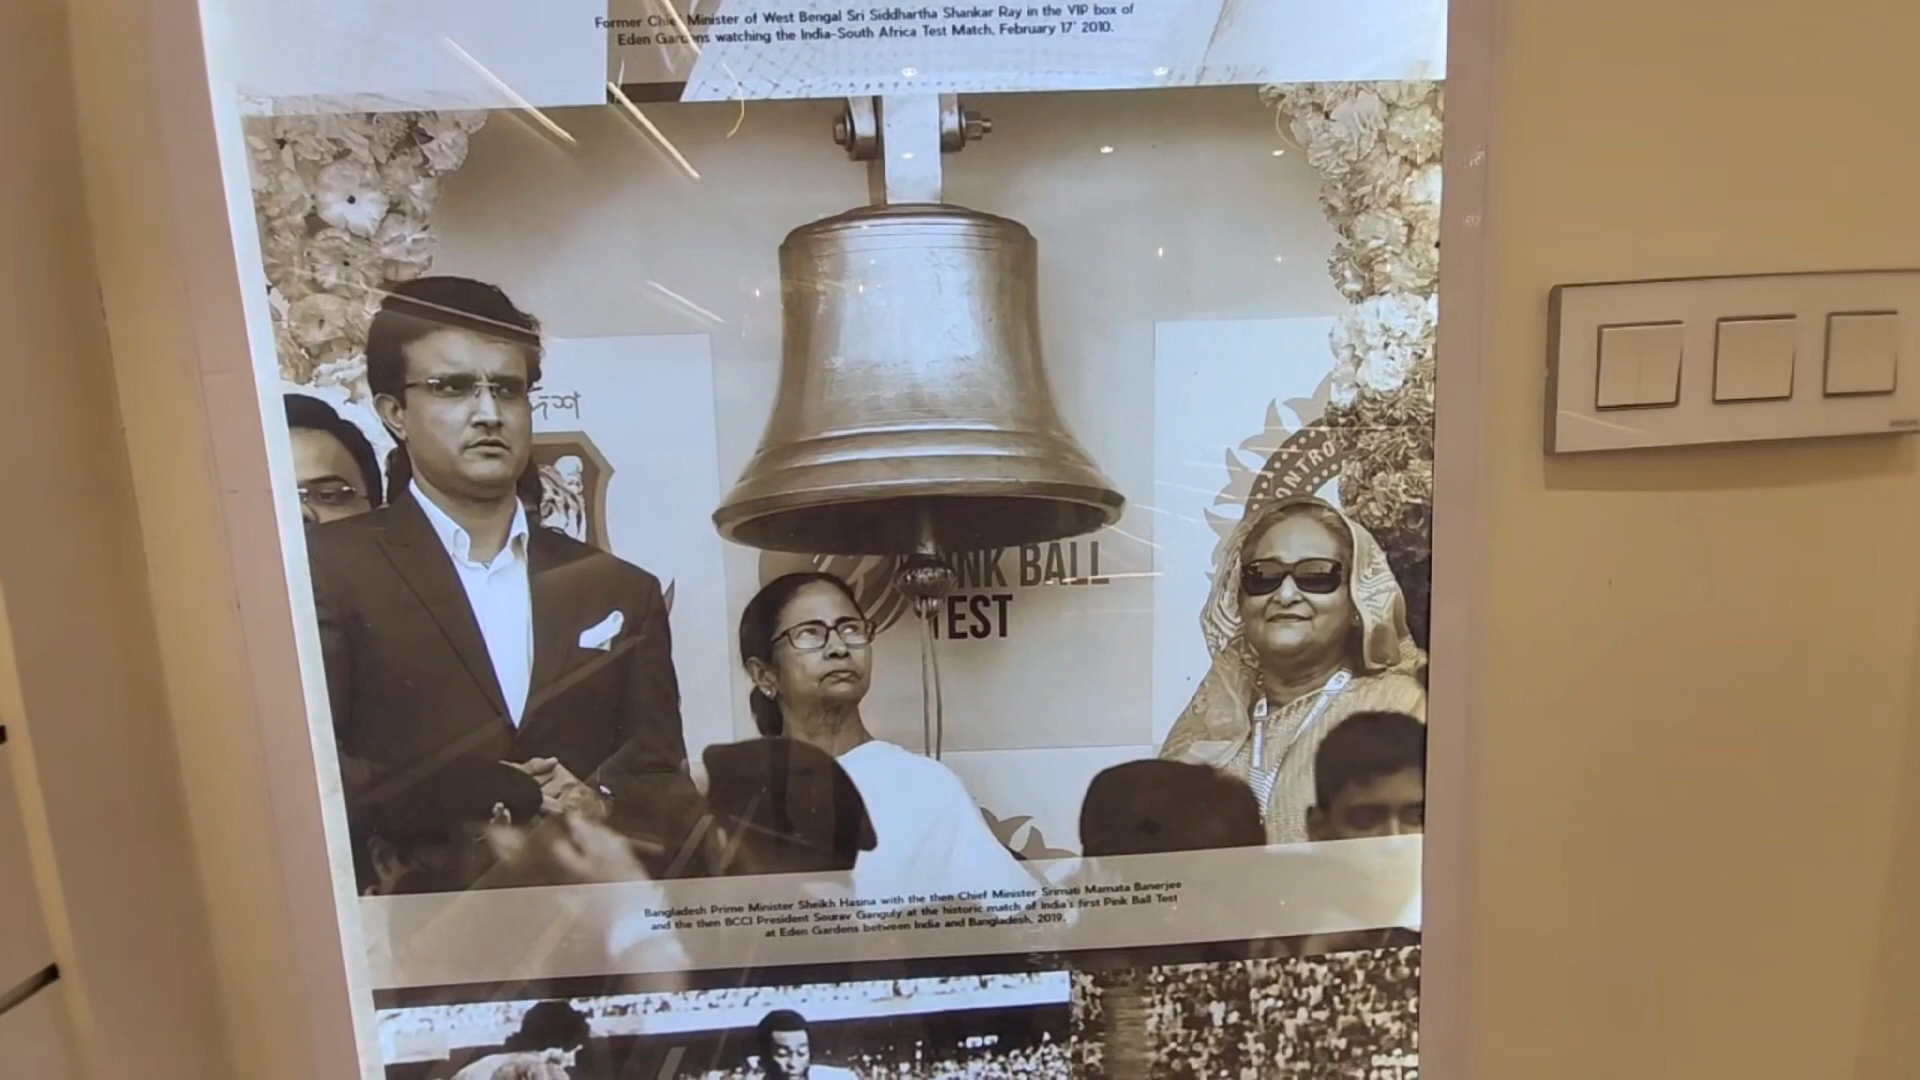 Former Chief Minister of West Bengal Sri Siddhartha Shankar Ray in the VIP box of
Eden Gardens watching the India-South Africa Test Match, February 17' 2010.
CONTRO
INK BALL
TEST
Bangladesh Prime Minister Sheikh Hasina with the then Chief Minister Srimati Mamata Banerjee
and the then BCCI President Sourav Ganguly at the historic match of India's first Pink Ball Test
at Eden Gardens between India and Bangladesh, 2019.